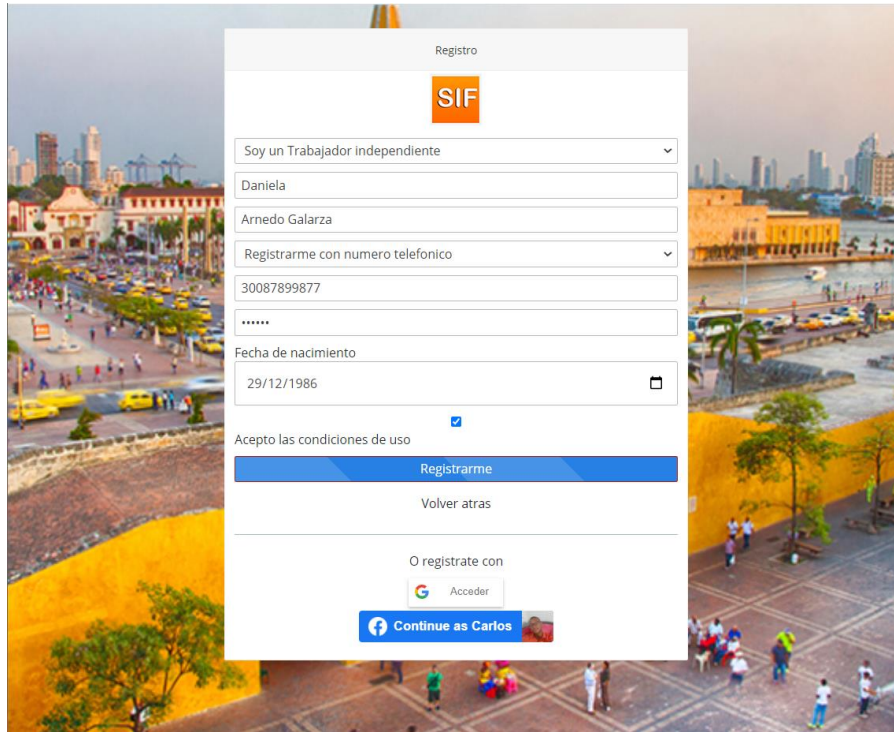 Registro
SIF
Soy un Trabajador independiente
Daniela
Arnedo Galarza
Registrarme con numero telefonico
30087899877
••••••
Fecha de nacimiento
29/12/1986
Acepto las condiciones de uso
Registrarme
Volver atras
O registrate con
Acceder
Continue as Carlos